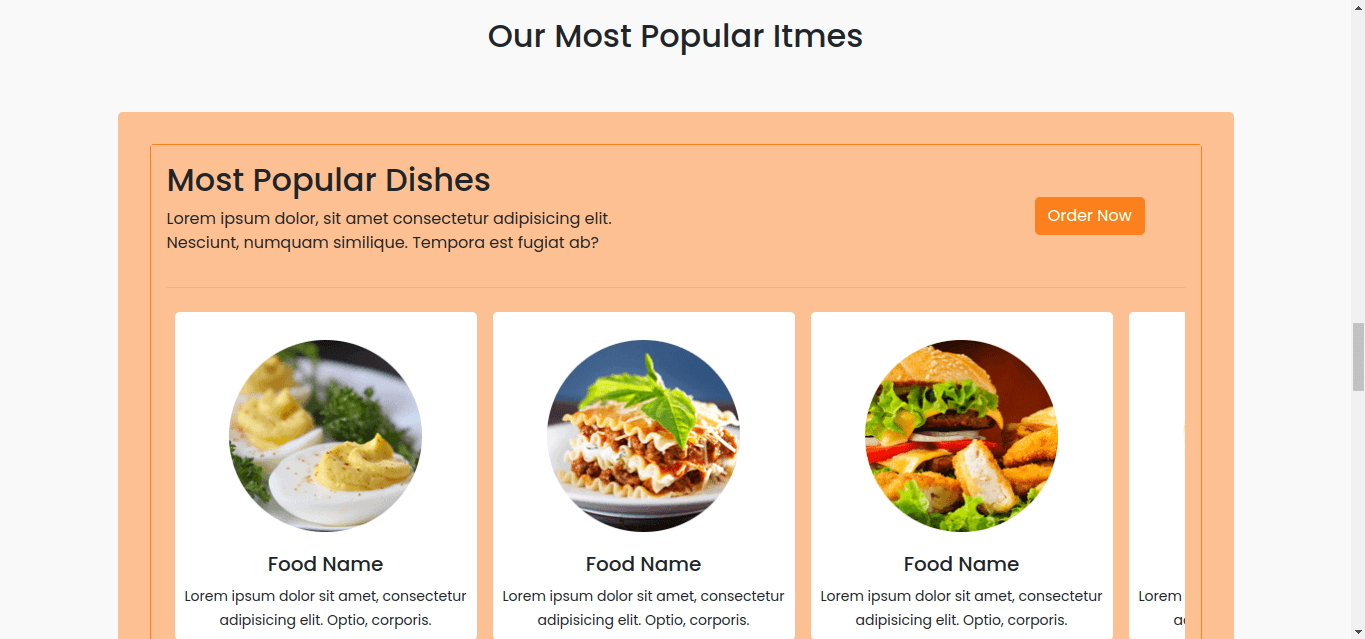 Our Most Popular Itmes
Most Popular Dishes
Lorem ipsum dolor, sit amet consectetur adipisicing elit.
Nesciunt, numquam similique. Tempora est fugiat ab?
Order Now
Food Name
Lorem ipsum dolor sit amet, consectetur
adipisicing elit. Optio, corporis.
Food Name
Lorem ipsum dolor sit amet, consectetur
adipisicing elit. Optio, corporis.
Food Name
Lorem ipsum dolor sit amet, consectetur
adipisicing elit. Optio, corporis.
Lorem